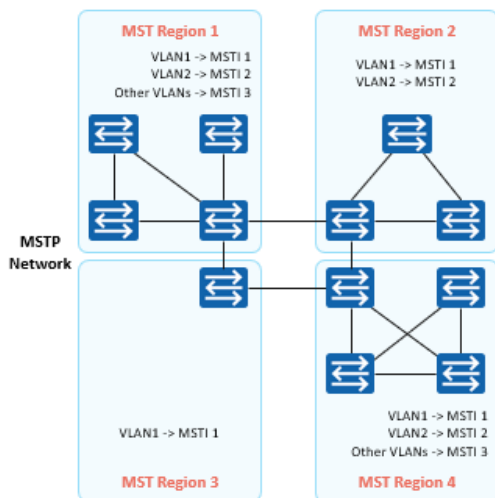 MST Region 1
VLAN1 -> MSTI 1
VLAN2 -> MSTI 2
Other VLANs -> MSTI 3
MST Region 2
VLAN1 -> MSTI 1
VLAN2 -> MSTI 2
MSTP
Network
VLAN1 -> MSTI 1
MST Region 3
VLAN1 -> MSTI 1
VLAN2 -> MSTI 2
Other VLANs -> MSTI 3
MST Region 4